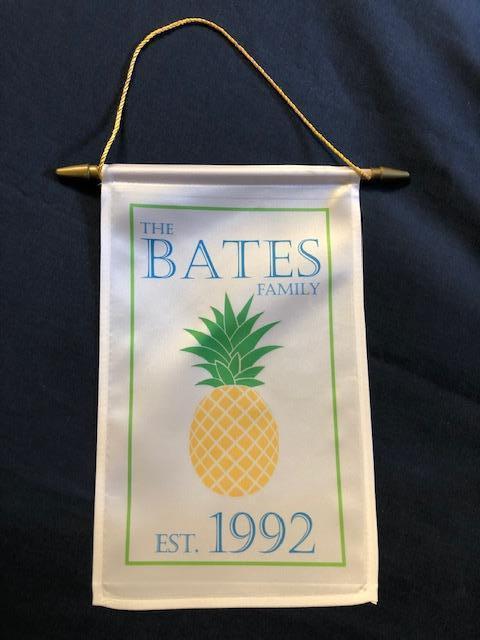 THE
BATES
FAMILY
EST. 1992